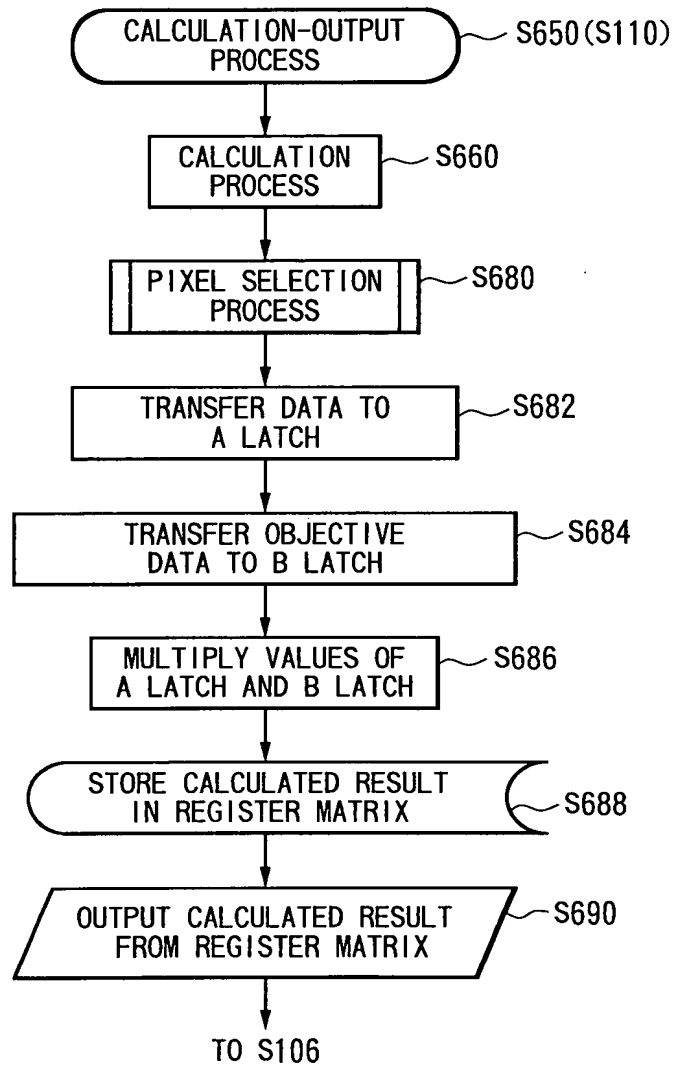 CALCULATION-OUTPUT
PROCESS
S650(S110)
CALCULATION
PROCESS
S660
PIXEL SELECTION
PROCESS
S680
TRANSFER DATA TO
A LATCH
S682
TRANSFER OBJECTIVE
DATA TO B LATCH
S684
MULTIPLY VALUES OF
A LATCH AND B LATCH
S686
STORE CALCULATED RESULT
IN REGISTER MATRIX
S688
OUTPUT CALCULATED RESULT
FROM REGISTER MATRIX
S690
TO S106